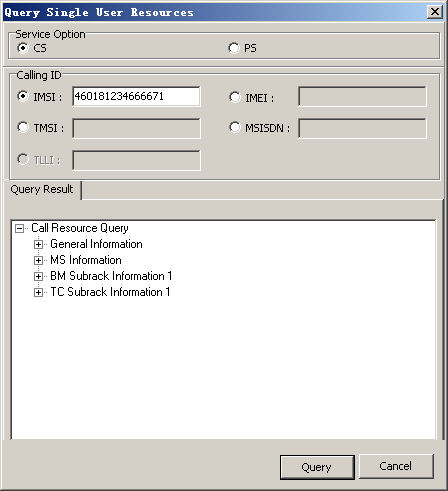 Query Single User Resources
Service Option
CS PS
Calling ID
IMSI : 460181234666671 IMEI :
TMSI : MSISDN :
TLLI :
Query Result
Call Resource Query
General Information
MS Information
BM Subrack Information 1
TC Subrack Information 1
Query Cancel